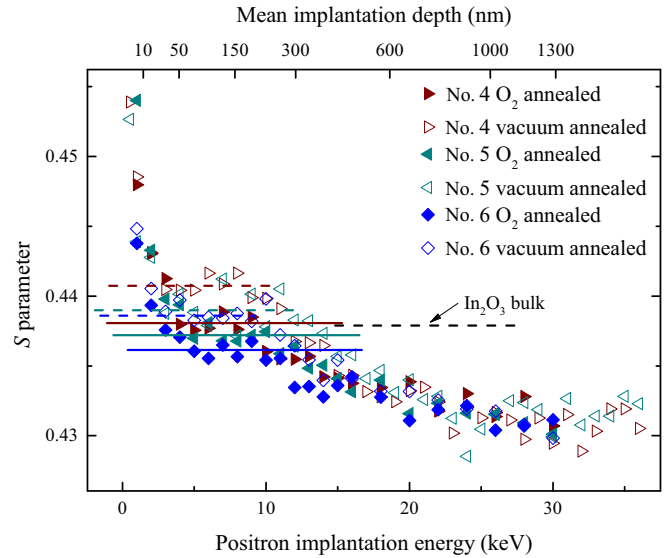 Mean implantation depth (nm)
10 50 150 300 600 1000 1300
No. 4 O₂ annealed
No. 4 vacuum annealed
No. 5 O₂ annealed
No. 5 vacuum annealed
No. 6 O₂ annealed
No. 6 vacuum annealed
0.45
0.44
0.43
S parameter
In₂O₃ bulk
0 10 20 30
Positron implantation energy (keV)